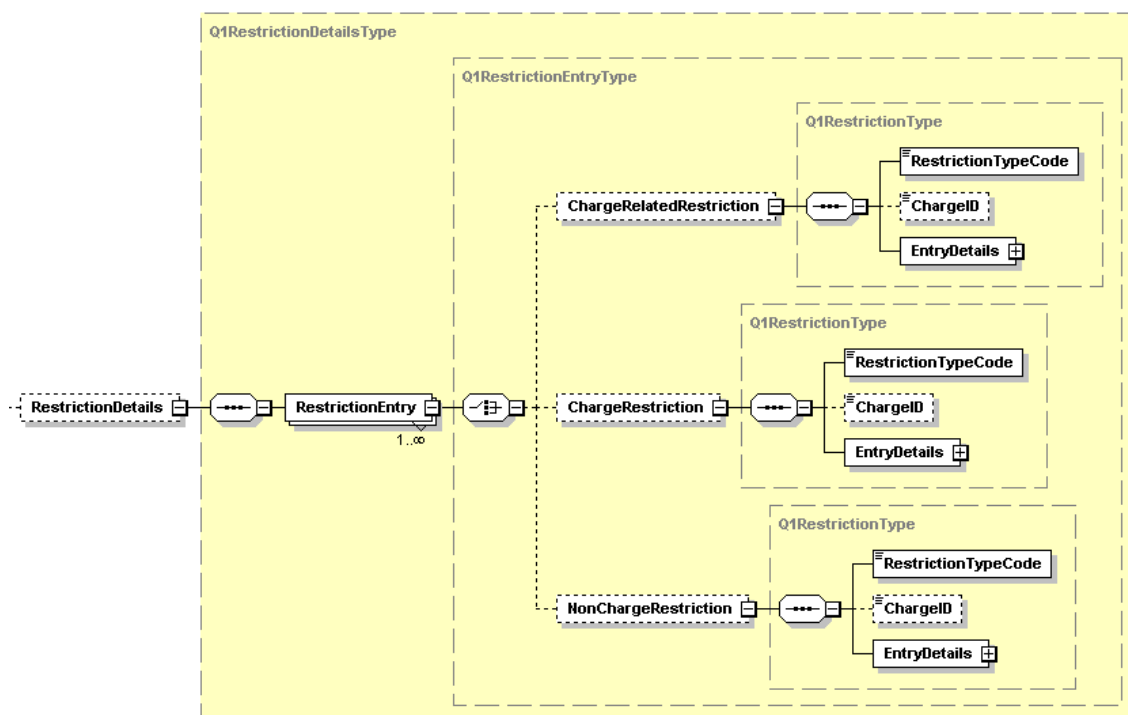 Q1RestrictionDetailsType
Q1RestrictionEntryType
Q1RestrictionType
RestrictionTypeCode
ChargeRelatedRestriction
ChargeID
EntryDetails
Q1RestrictionType
RestrictionTypeCode
RestrictionDetails
RestrictionEntry
1..∞
ChargeRestriction
ChargeID
EntryDetails
Q1RestrictionType
RestrictionTypeCode
NonChargeRestriction
ChargeID
EntryDetails